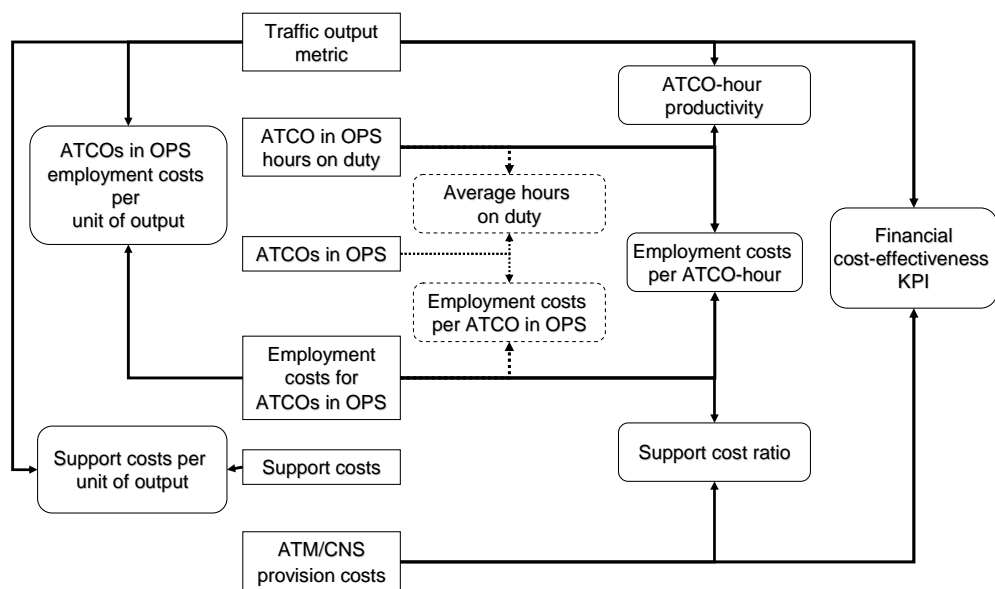 Traffic output
metric
ATCO-hour
productivity
ATCO in OPS
hours on duty
ATCOs in OPS
employment costs
per
unit of output
Average hours
on duty
ATCOs in OPS
Employment costs
per ATCO-hour
Financial
cost-effectiveness
KPI
Employment costs
per ATCO in OPS
Employment
costs for
ATCOs in OPS
Support costs per
unit of output
Support costs
Support cost ratio
ATM/CNS
provision costs